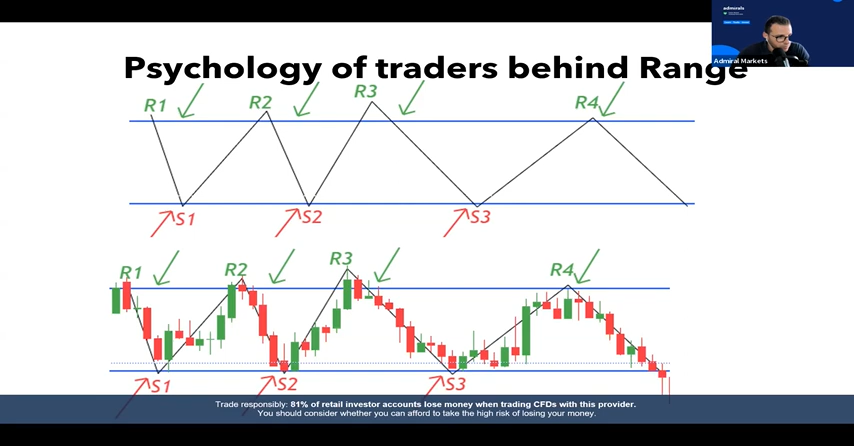 admirals
Admiral Markets
Psychology of traders behind Range
R1 R2 R3 R4
S1 S2 S3
R1 R2 R3 R4
S1 S2 S3
Trade responsibly: 81% of retail investor accounts lose money when trading CFDs with this provider.
You should consider whether you can afford to take the high risk of losing your money.